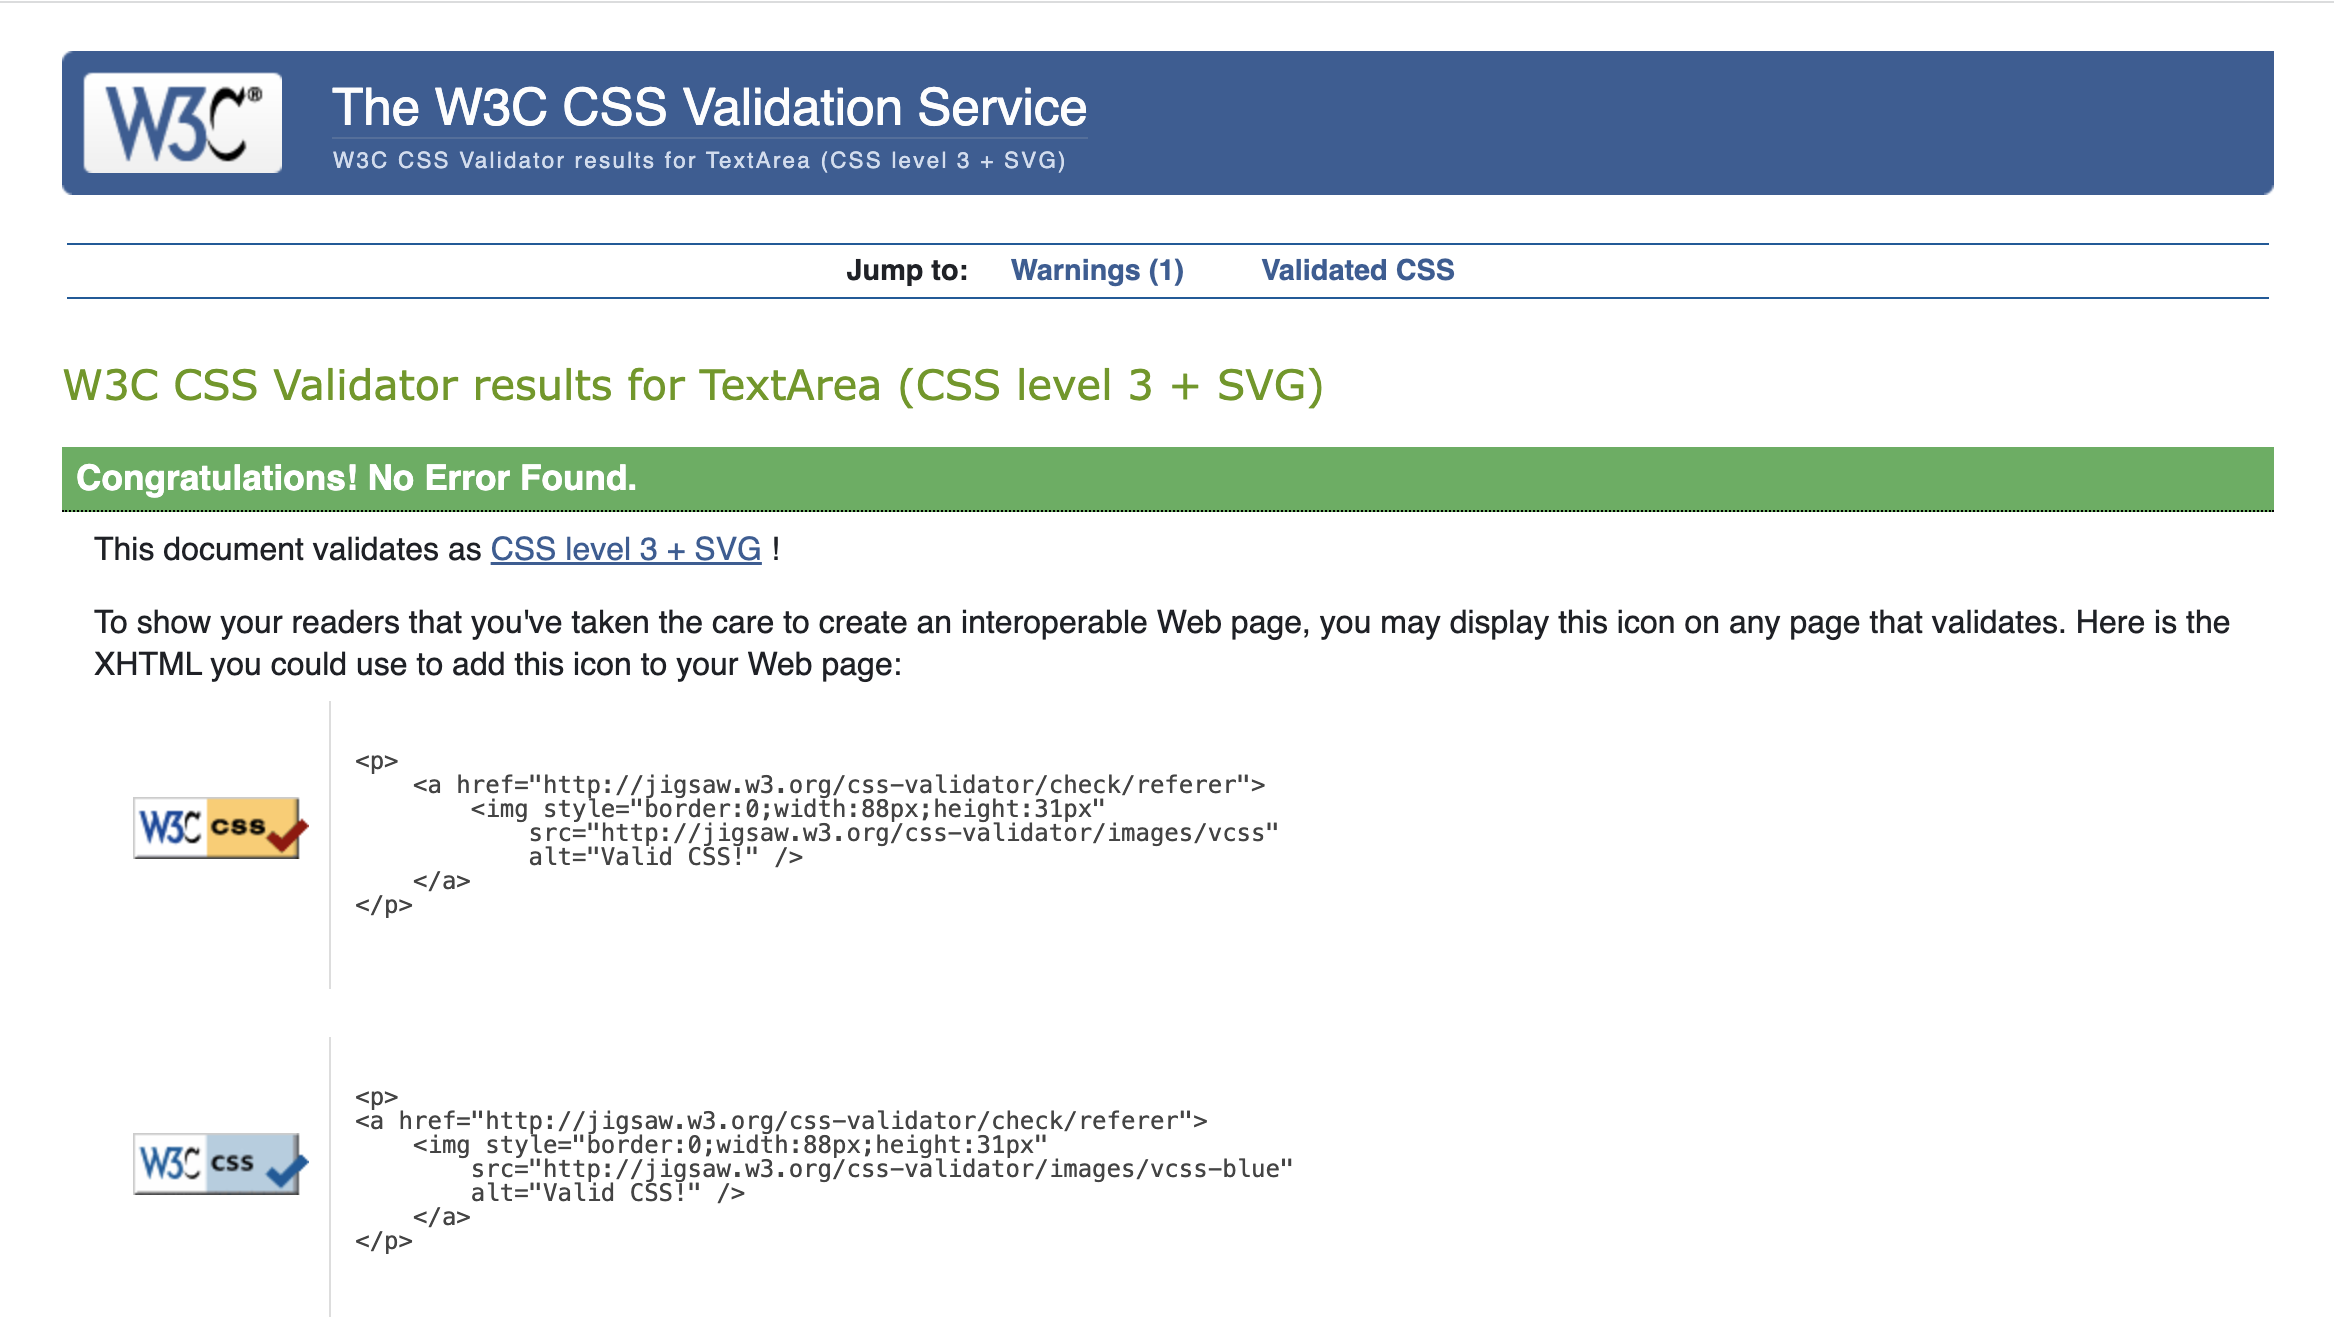 W3C®
The W3C CSS Validation Service
W3C CSS Validator results for TextArea (CSS level 3 + SVG)
Jump to: Warnings (1) Validated CSS
W3C CSS Validator results for TextArea (CSS level 3 + SVG)
Congratulations! No Error Found.
This document validates as CSS level 3 + SVG !
To show your readers that you've taken the care to create an interoperable Web page, you may display this icon on any page that validates. Here is the
XHTML you could use to add this icon to your Web page:
<p>
    <a href="http://jigsaw.w3.org/css-validator/check/referer">
        <img style="border:0;width:88px;height:31px"
            src="http://jigsaw.w3.org/css-validator/images/vcss"
            alt="Valid CSS!" />
    </a>
</p>
W3C css
<p>
<a href="http://jigsaw.w3.org/css-validator/check/referer">
    <img style="border:0;width:88px;height:31px"
        src="http://jigsaw.w3.org/css-validator/images/vcss-blue"
        alt="Valid CSS!" />
    </a>
</p>
W3C css